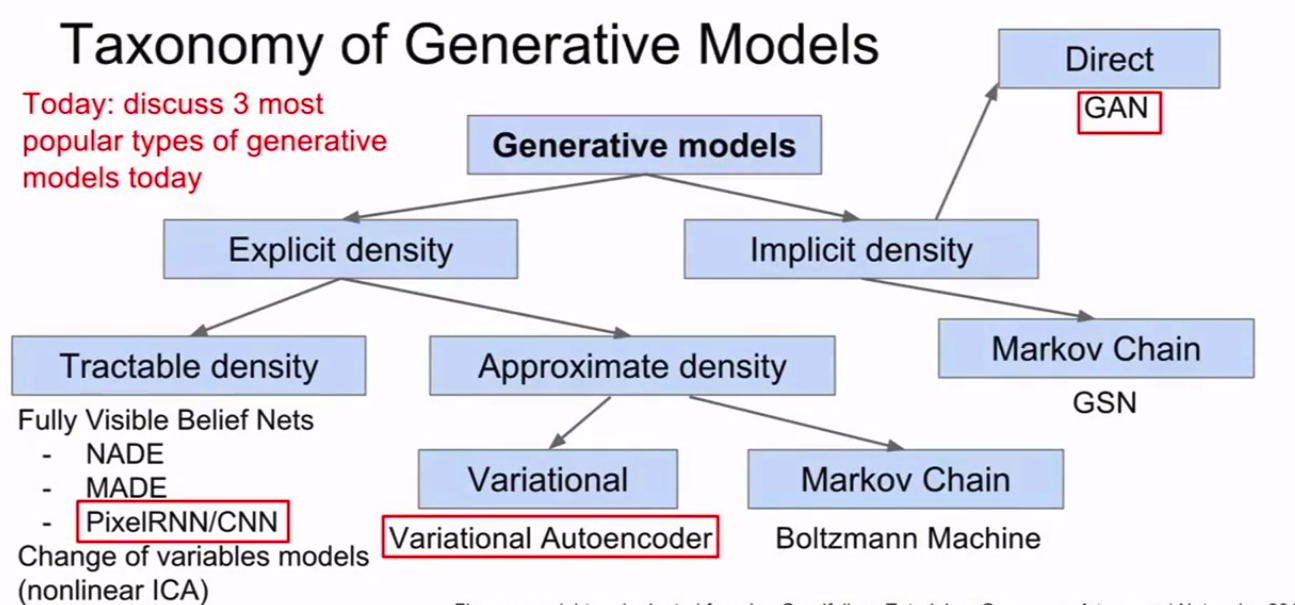 Taxonomy of Generative Models
Direct
GAN
Today: discuss 3 most
popular types of generative
models today
Generative models
Explicit density
Implicit density
Tractable density
Approximate density
Markov Chain
GSN
Fully Visible Belief Nets
- NADE
- MADE
- PixelRNN/CNN
Change of variables models
(nonlinear ICA)
Variational
Variational Autoencoder
Markov Chain
Boltzmann Machine